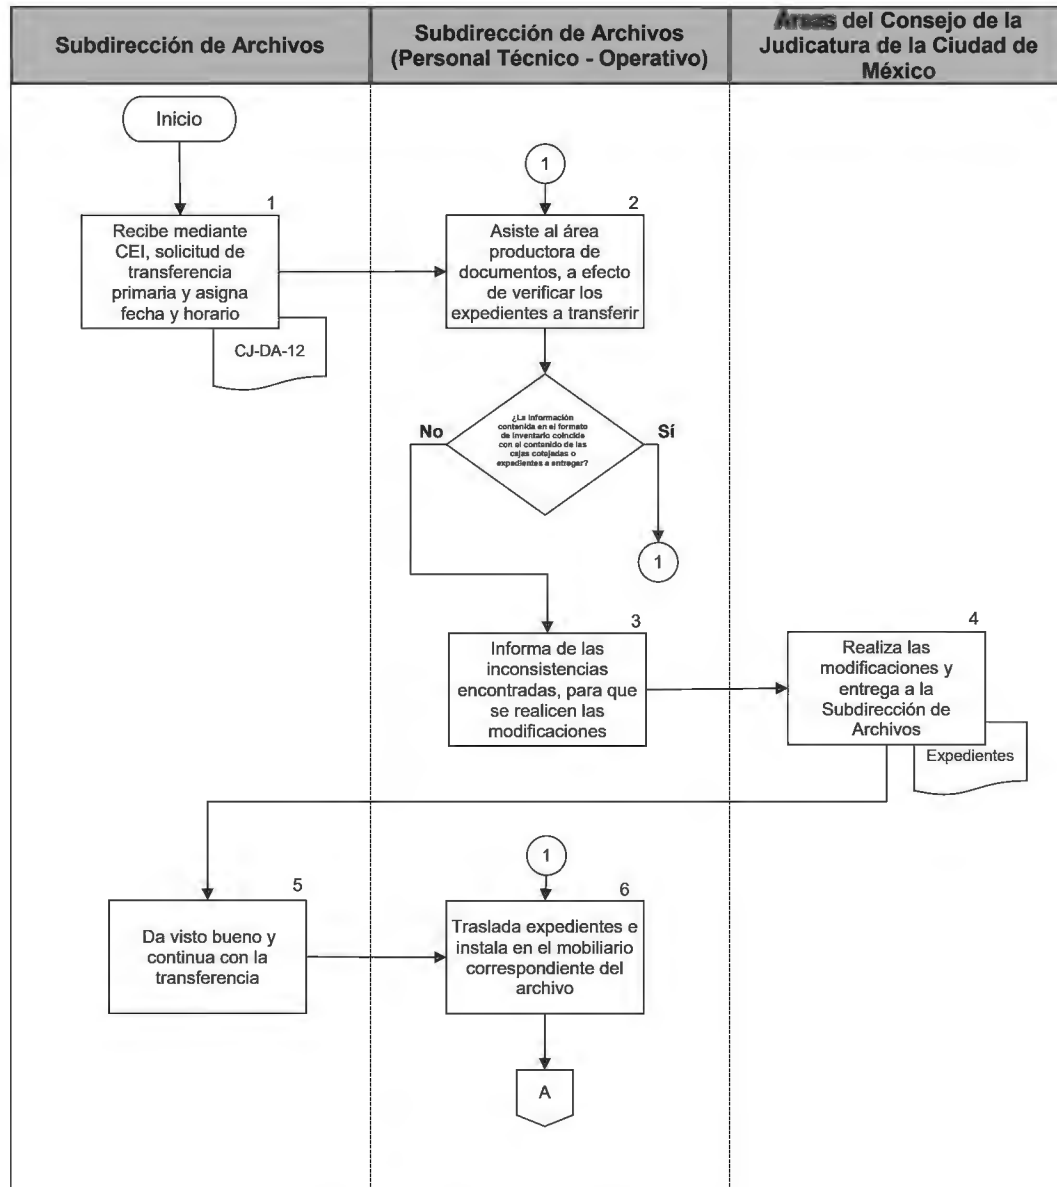 Subdirección de Archivos
Subdirección de Archivos
(Personal Técnico - Operativo)
Áreas del Consejo de la
Judicatura de la Ciudad de
México
Inicio
1
1
Recibe mediante
CEI, solicitud de
transferencia
primaria y asigna
fecha y horario
CJ-DA-12
2
Asiste al área
productora de
documentos, a efecto
de verificar los
expedientes a transferir
¿La información
contenida en el formato
de inventario coincide
con el contenido de las
cajas cotejadas o
expedientes a entregar?
No
Sí
1
3
Informa de las
inconsistencias
encontradas, para que
se realicen las
modificaciones
4
Realiza las
modificaciones y
entrega a la
Subdirección de
Archivos
Expedientes
1
5
Da visto bueno y
continua con la
transferencia
6
Traslada expedientes e
instala en el mobiliario
correspondiente del
archivo
A